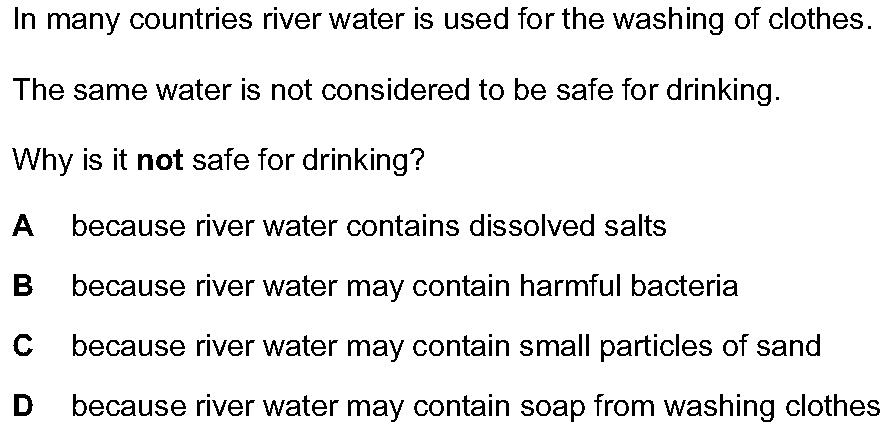 In many countries river water is used for the washing of clothes.
The same water is not considered to be safe for drinking.
Why is it not safe for drinking?
A because river water contains dissolved salts
B because river water may contain harmful bacteria
C because river water may contain small particles of sand
D because river water may contain soap from washing clothes